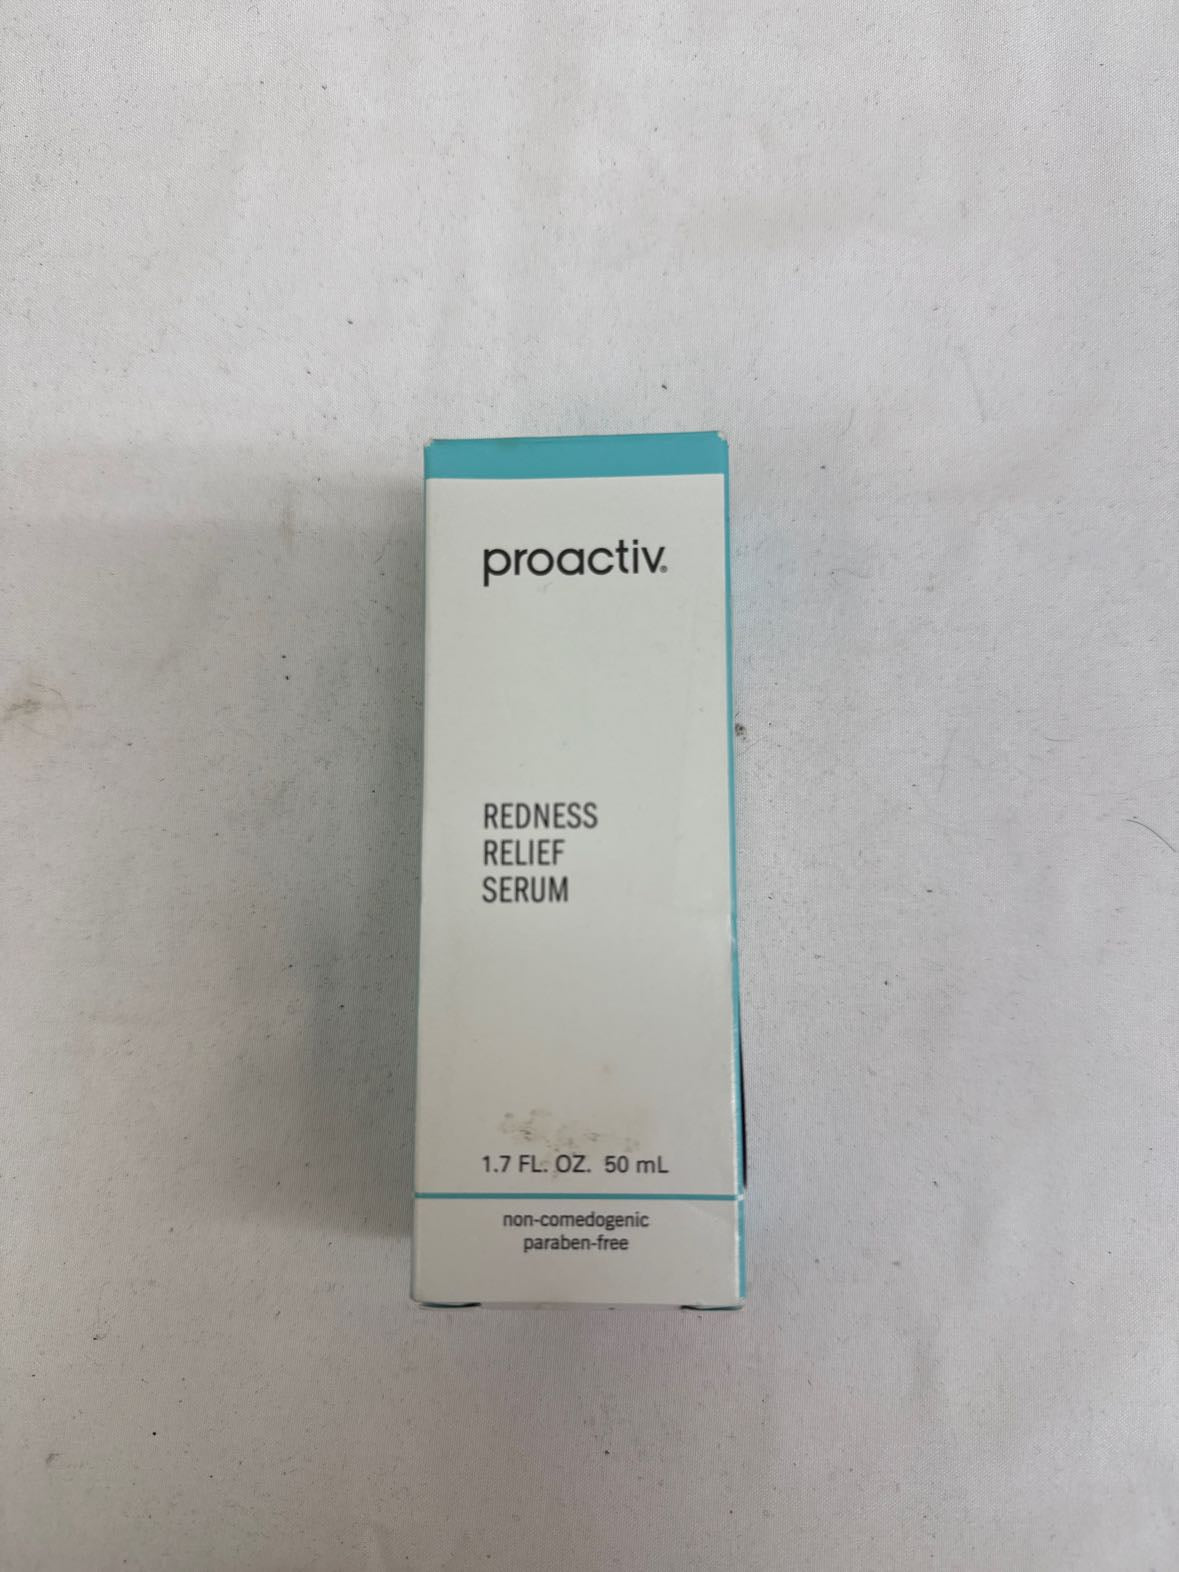 proactiv®
REDNESS
RELIEF
SERUM
1.7 FL. OZ. 50 mL
non-comedogenic
paraben-free